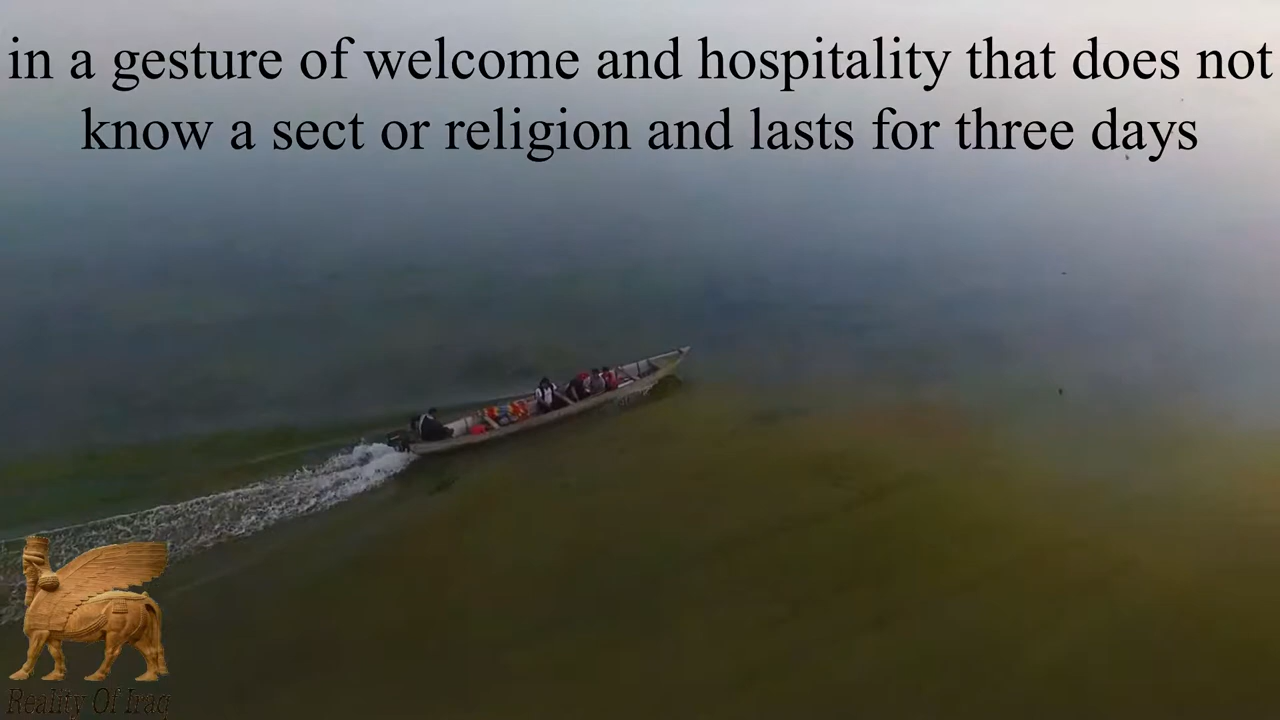 in a gesture of welcome and hospitality that does not
know a sect or religion and lasts for three days
Reality Of Iraq